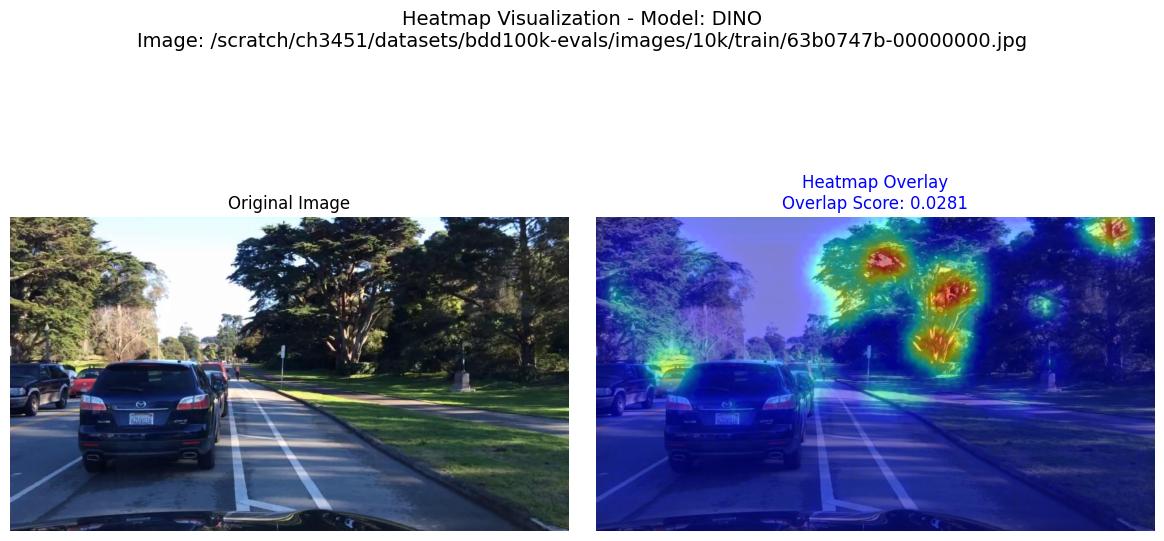 Heatmap Visualization - Model: DINO
Image: /scratch/ch3451/datasets/bdd100k-evals/images/10k/train/63b0747b-00000000.jpg
Original Image
Heatmap Overlay
Overlap Score: 0.0281